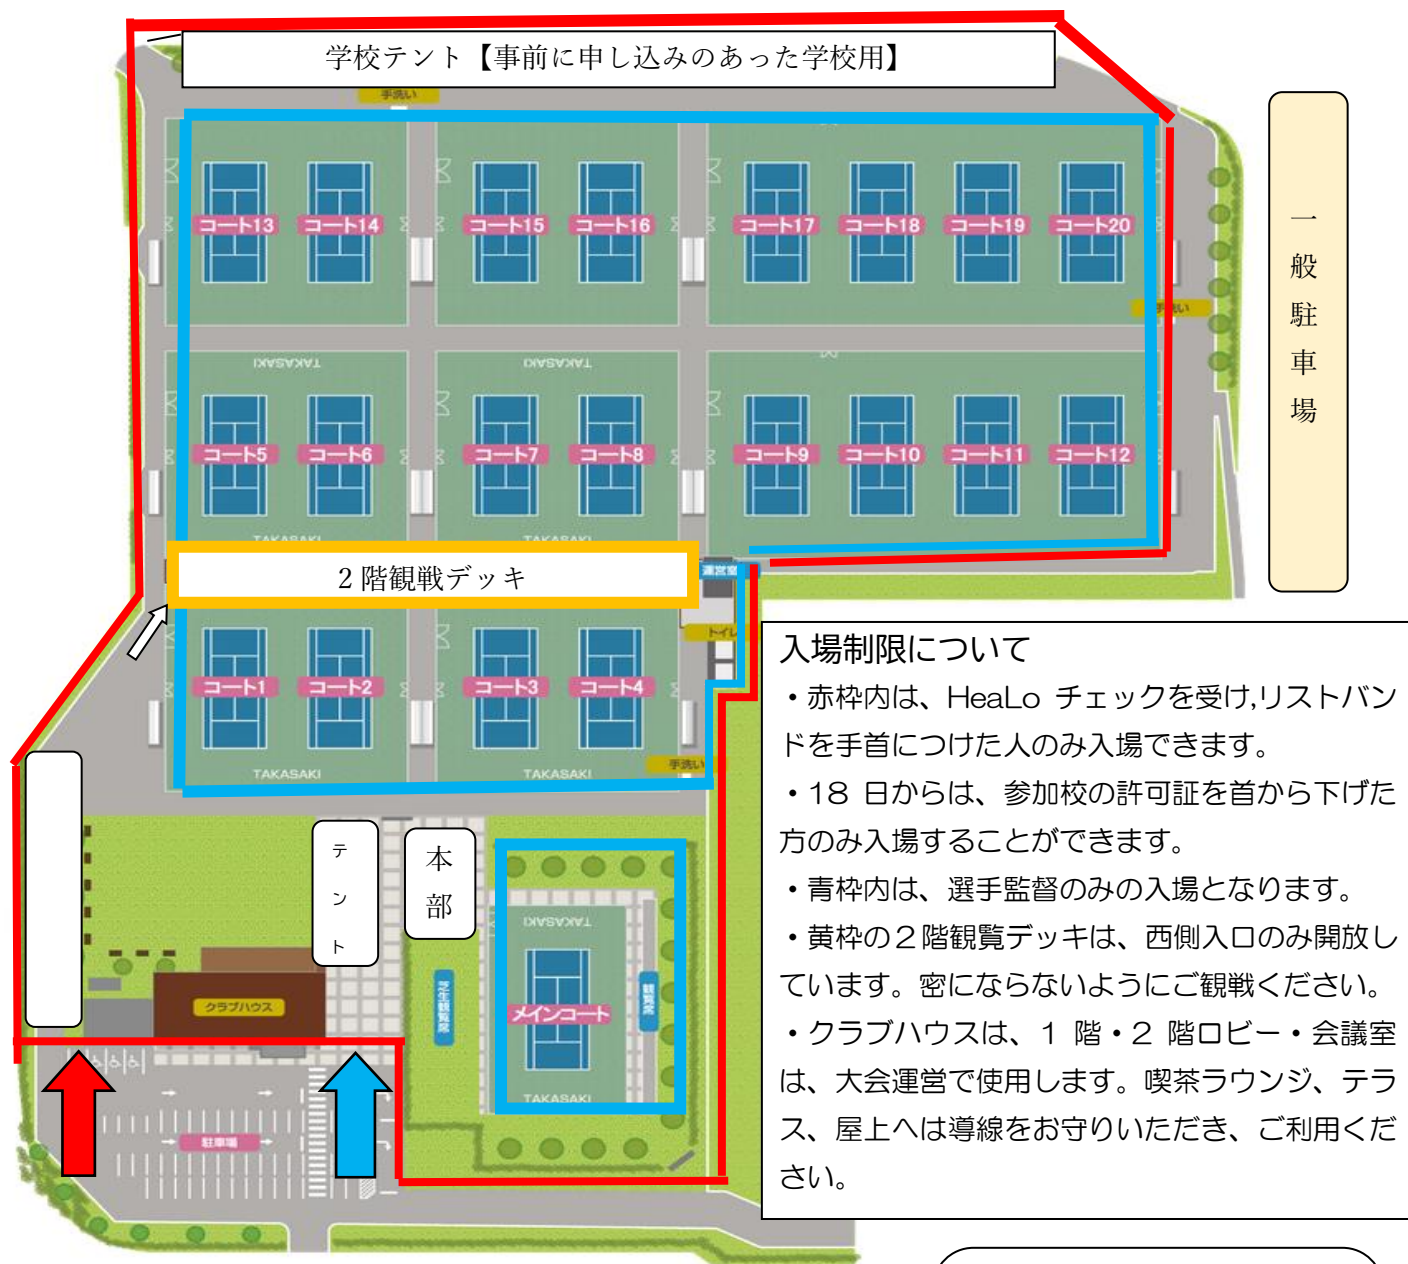 学校テント【事前に申し込みのあった学校用】
手洗い
コート13
コート14
コート15
コート16
コート17
コート18
コート19
コート20
手洗い
一般駐車場
TAKASAKI
TAKASAKI
コート5
コート6
コート7
コート8
コート9
コート10
コート11
コート12
TAKASAKI
TAKASAKI
2階観戦デッキ
運営室
トイレ
コート1
コート2
コート3
コート4
手洗い
TAKASAKI
TAKASAKI
入場制限について
・赤枠内は、HeaLo チェックを受け,リストバン
ドを手首につけた人のみ入場できます。
・18 日からは、参加校の許可証を首から下げた
方のみ入場することができます。
・青枠内は、選手監督のみの入場となります。
・黄枠の2階観覧デッキは、西側入口のみ開放し
ています。密にならないようにご観戦ください。
・クラブハウスは、1 階・2 階ロビー・会議室
は、大会運営で使用します。喫茶ラウンジ、テラ
ス、屋上へは導線をお守りいただき、ご利用くだ
さい。
テント
本部
TAKASAKI
芝生観覧席
観覧席
メインコート
TAKASAKI
クラブハウス
駐車場